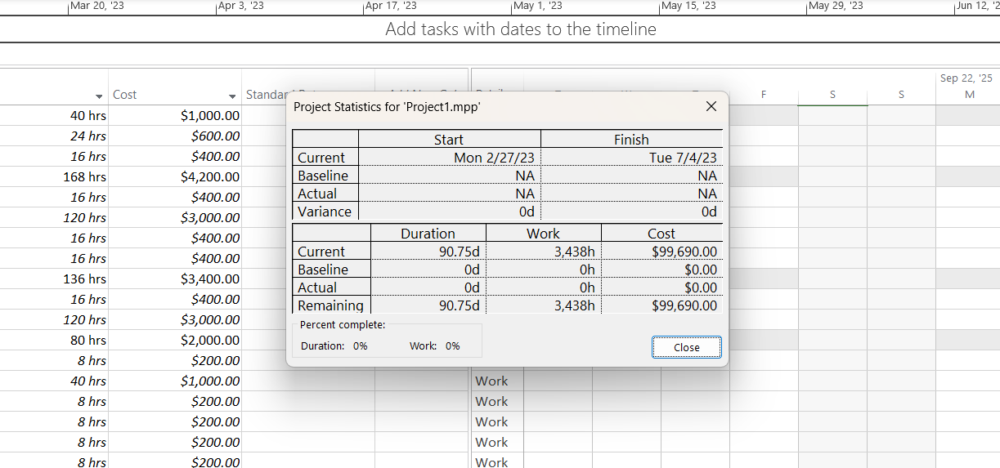 Mar 20, '23 Apr 3, '23 Apr 17, '23 May 1, '23 May 15, '23 May 29, '23 Jun 12, '2
Add tasks with dates to the timeline
Sep 22, '25
Cost Standar F S S M
Project Statistics for 'Project1.mpp'
Start Finish
Current Mon 2/27/23 Tue 7/4/23
Baseline NA NA
Actual NA NA
Variance 0d 0d
Duration Work Cost
Current 90.75d 3,438h $99,690.00
Baseline 0d 0h $0.00
Actual 0d 0h $0.00
Remaining 90.75d 3,438h $99,690.00
Percent complete:
Duration: 0% Work: 0%
Close
40 hrs $1,000.00
24 hrs $600.00
16 hrs $400.00
168 hrs $4,200.00
16 hrs $400.00
120 hrs $3,000.00
16 hrs $400.00
16 hrs $400.00
136 hrs $3,400.00
16 hrs $400.00
120 hrs $3,000.00
80 hrs $2,000.00
8 hrs $200.00
40 hrs $1,000.00 Work
8 hrs $200.00 Work
8 hrs $200.00 Work
8 hrs $200.00 Work
8 hrs $200.00 Work